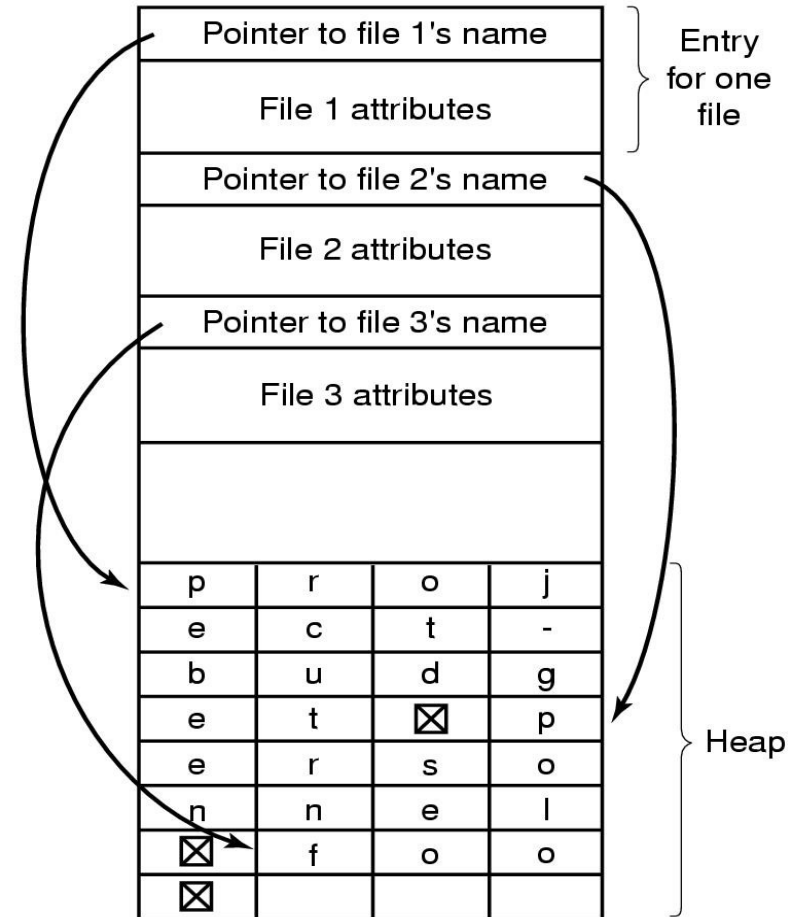 Pointer to file 1's name
File 1 attributes
Entry
for one
file
Pointer to file 2's name
File 2 attributes
Pointer to file 3's name
File 3 attributes
p r o j
e c t -
b u d g
e t ☒ p
e r s o
n n e l
☒ f o o
☒
Heap